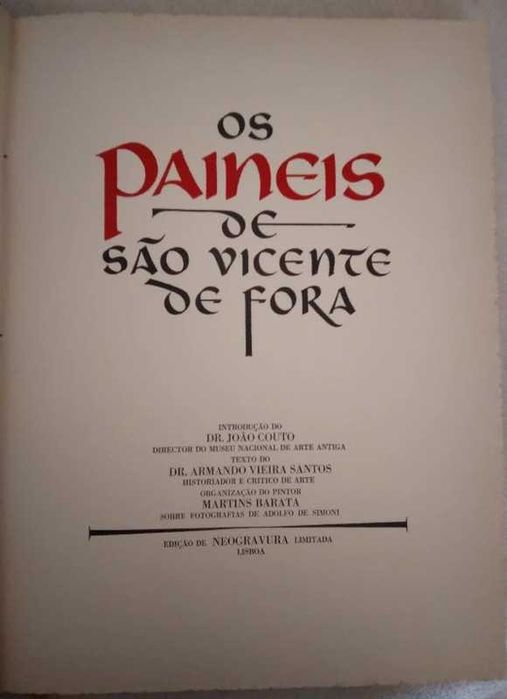 OS
PAINEIS
DE
SÃO VICENTE
DE FORA
INTRODUÇÃO DO
DR. JOÃO COUTO
DIRECTOR DO MUSEU NACIONAL DE ARTE ANTIGA
TEXTO DO
DR. ARMANDO VIEIRA SANTOS
HISTORIADOR E CRITICO DE ARTE
ORGANIZAÇÃO DO PINTOR
MARTINS BARATA
SOBRE FOTOGRAFIAS DE ADOLFO DE SIMONI
EDIÇÃO DE NEOGRAVURA LIMITADA
LISBOA